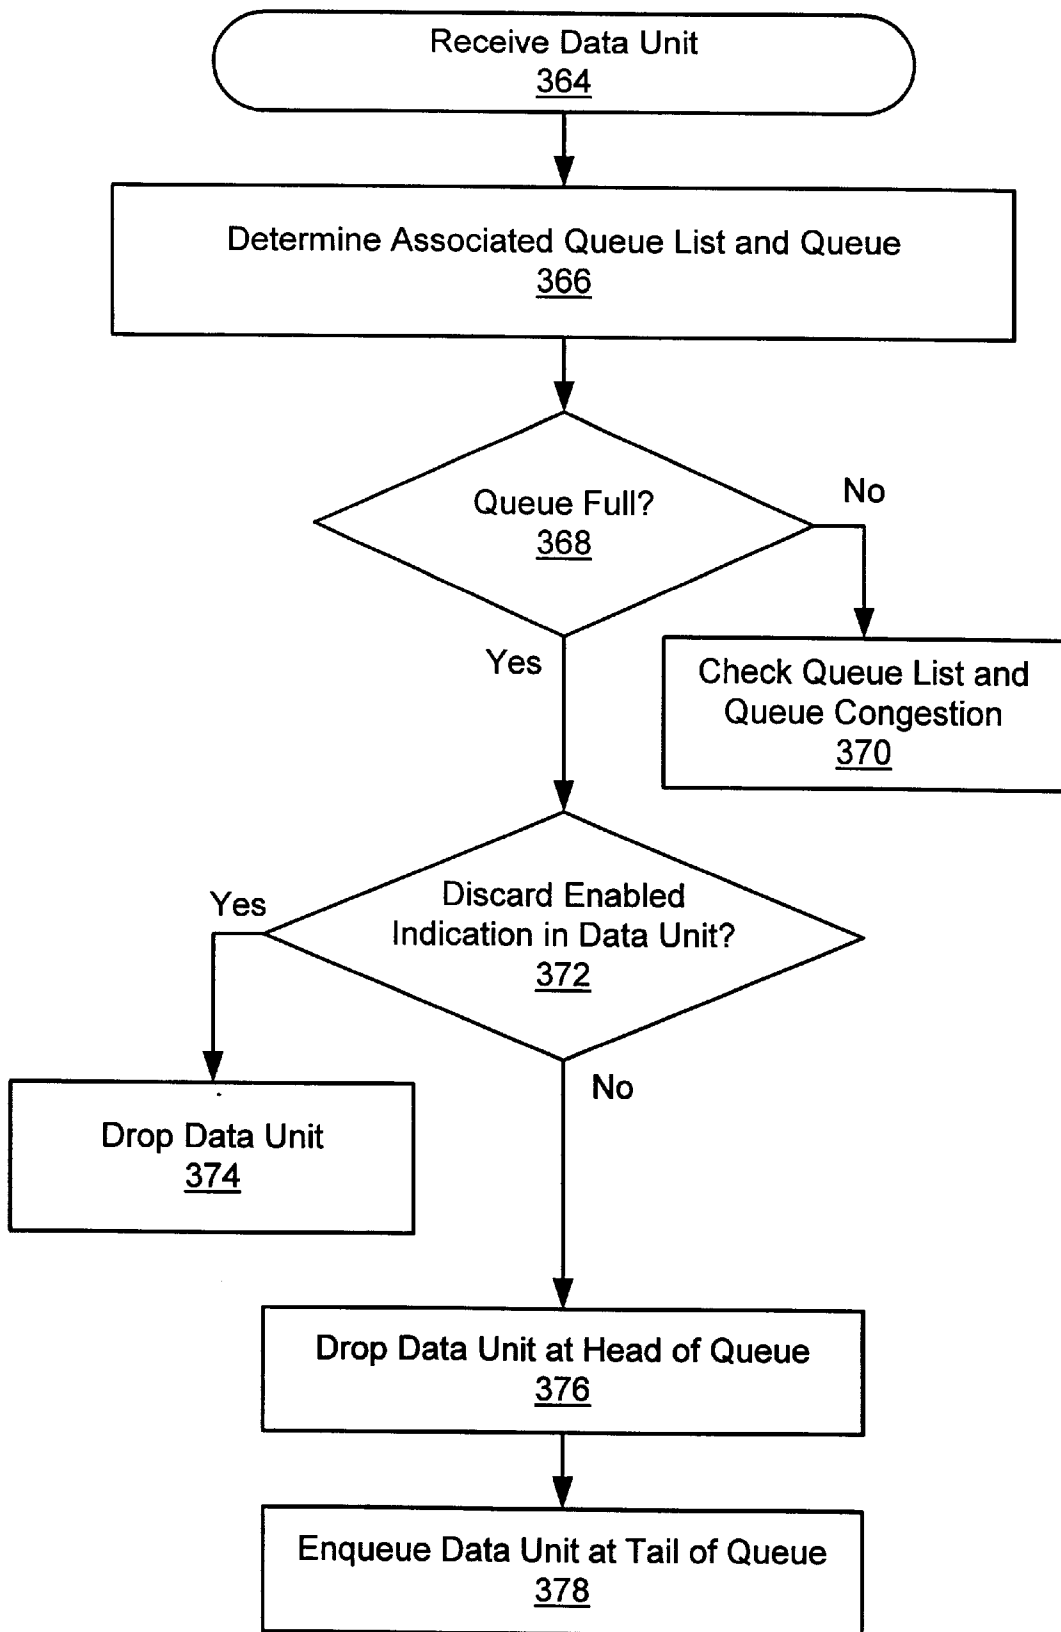 Receive Data Unit
364
Determine Associated Queue List and Queue
366
Queue Full?
368
No
Yes
Check Queue List and
Queue Congestion
370
Discard Enabled
Indication in Data Unit?
372
Yes
No
Drop Data Unit
374
Drop Data Unit at Head of Queue
376
Enqueue Data Unit at Tail of Queue
378